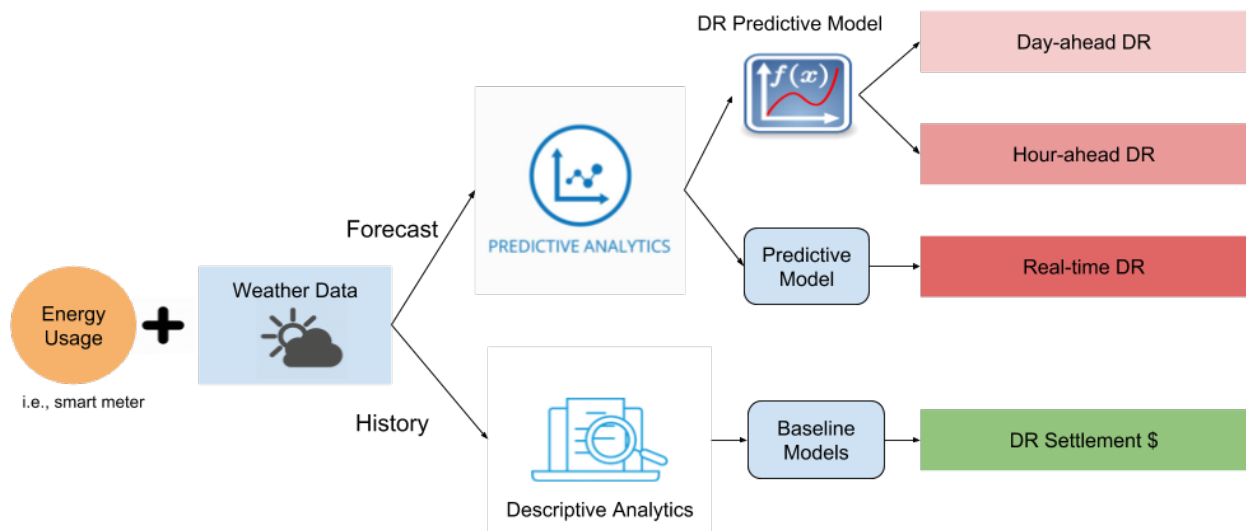 DR Predictive Model
f(x)
Day-ahead DR
Hour-ahead DR
Forecast
PREDICTIVE ANALYTICS
Predictive
Model
Real-time DR
Energy
Usage
Weather Data
i.e., smart meter
History
Descriptive Analytics
Baseline
Models
DR Settlement $